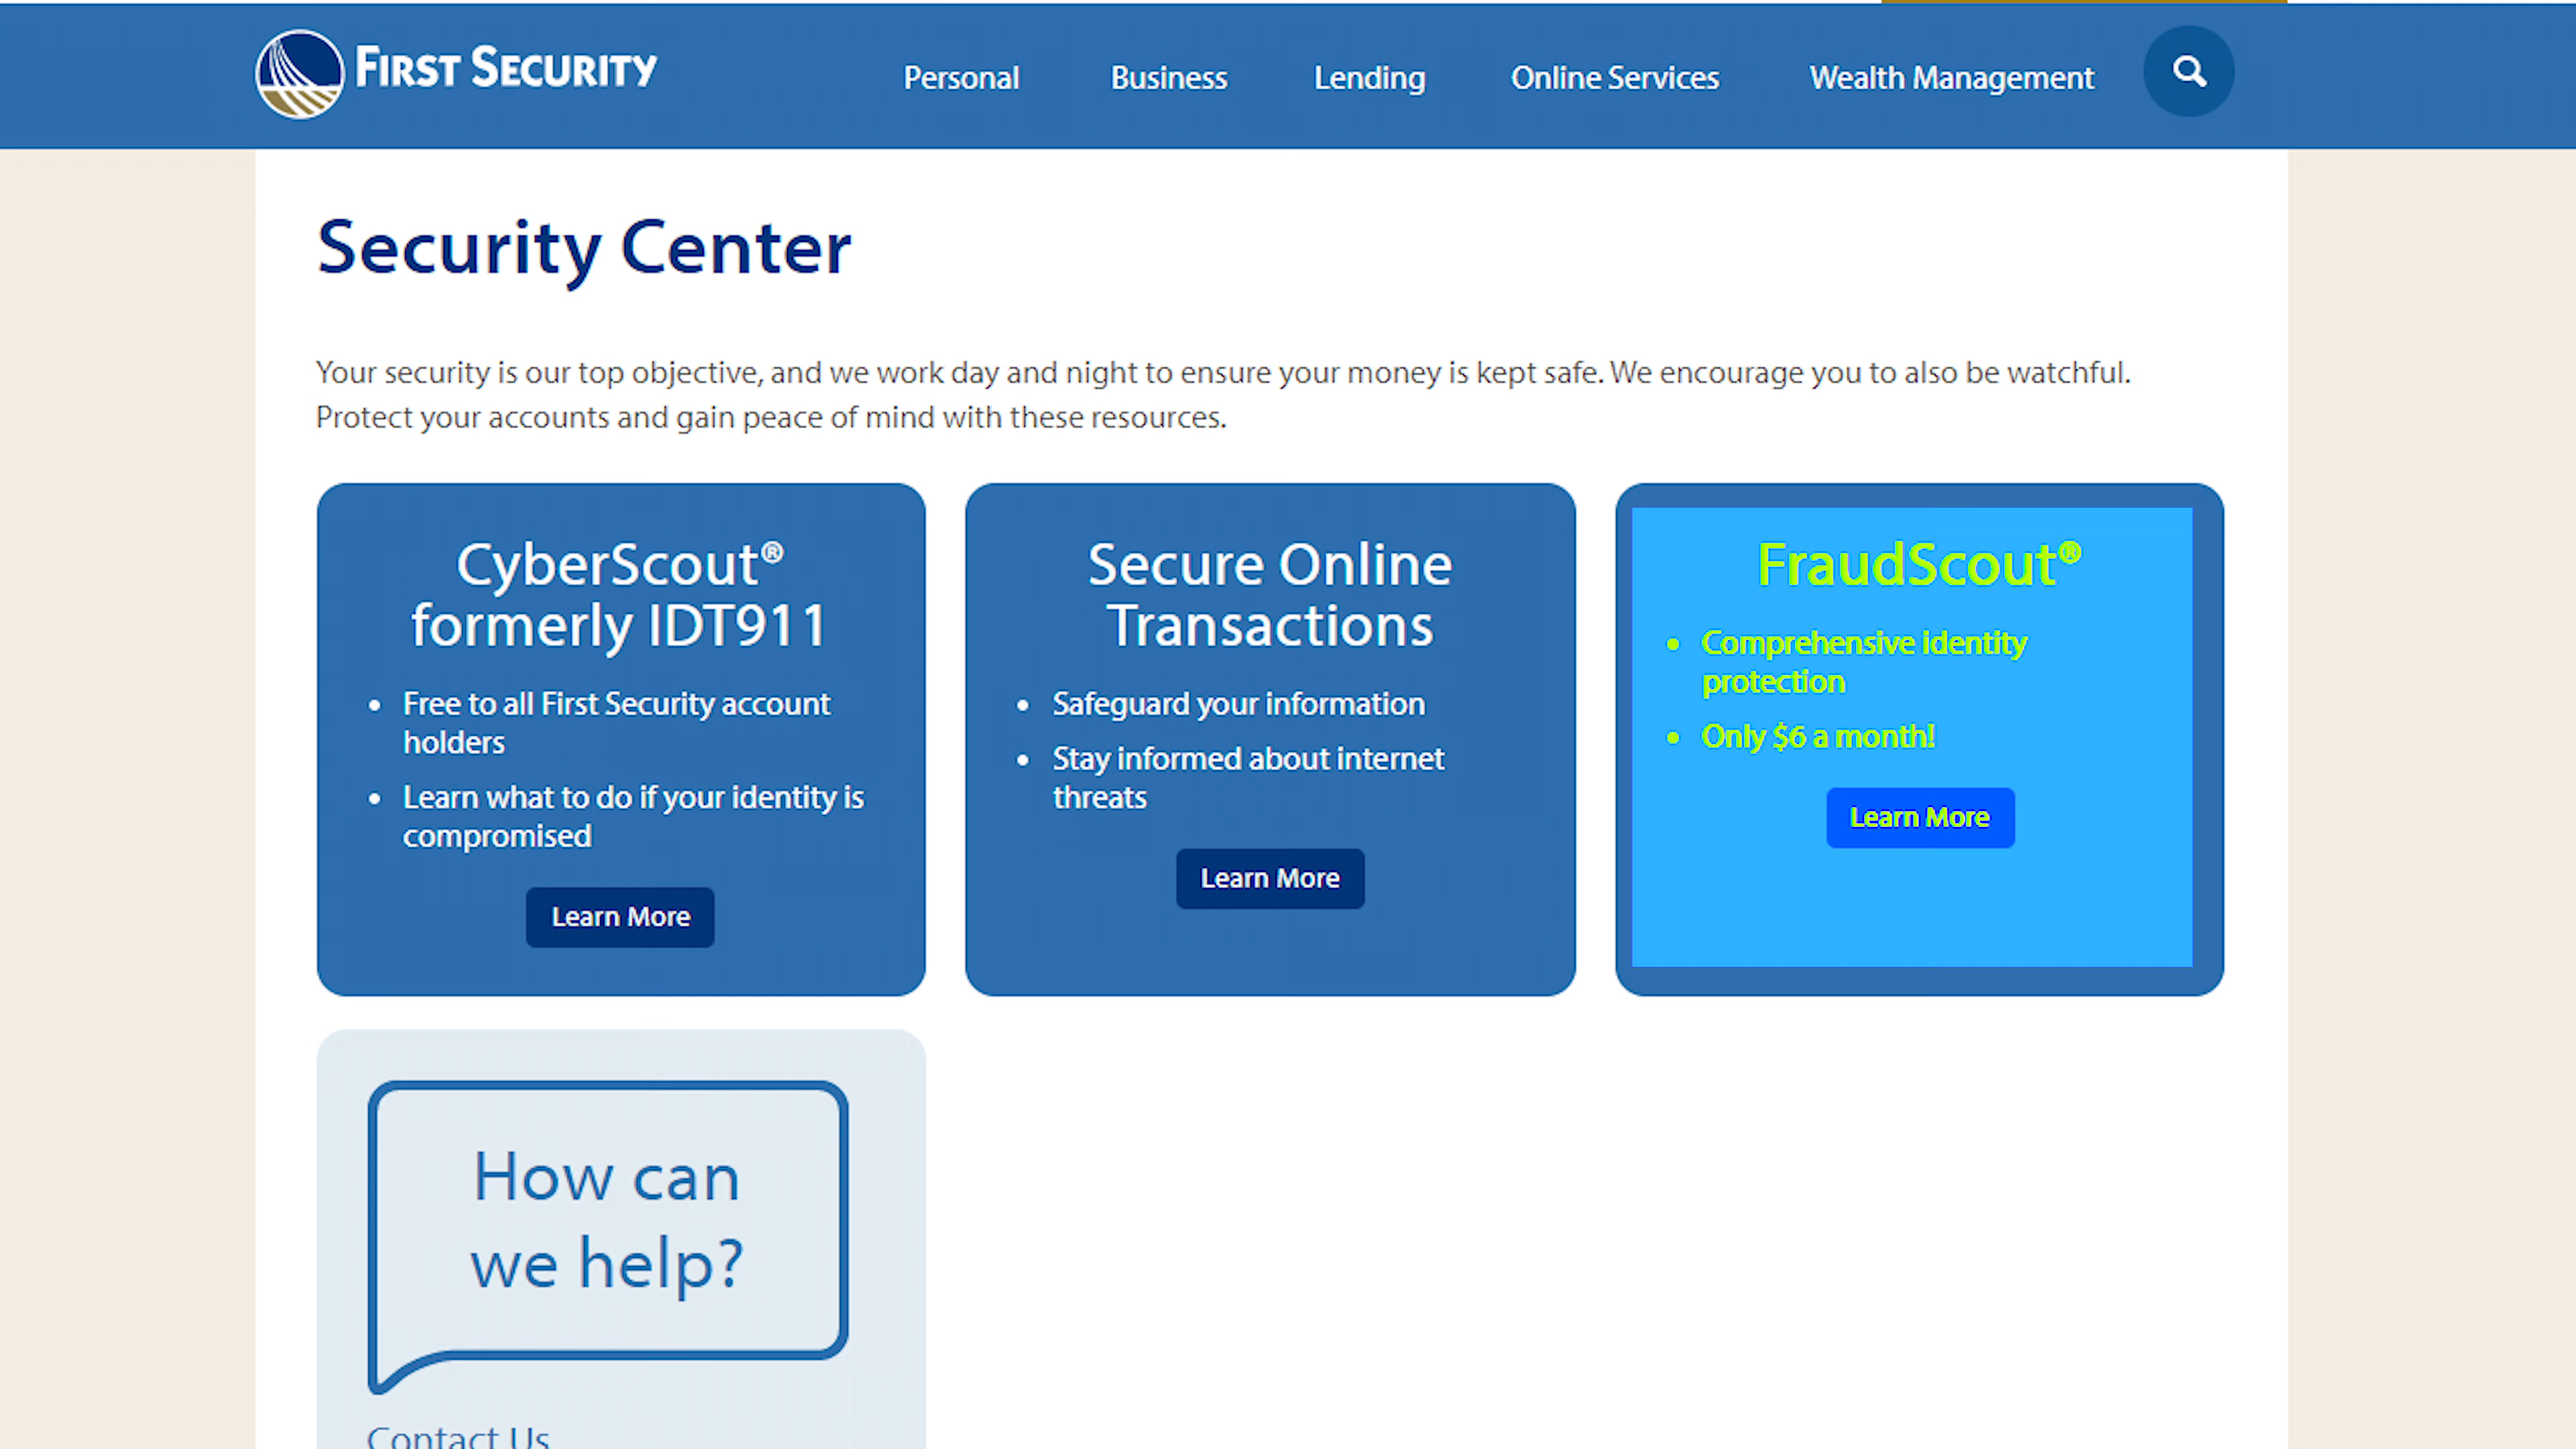 FIRST SECURITY
Personal
Business
Lending
Online Services
Wealth Management
Security Center
Your security is our top objective, and we work day and night to ensure your money is kept safe. We encourage you to also be watchful.
Protect your accounts and gain peace of mind with these resources.
CyberScout®
formerly IDT911
• Free to all First Security account
holders
• Learn what to do if your identity is
compromised
Learn More
Secure Online
Transactions
• Safeguard your information
• Stay informed about internet
threats
Learn More
FraudScout®
• Comprehensive identity
protection
• Only $6 a month!
Learn More
How can
we help?
Contact Us